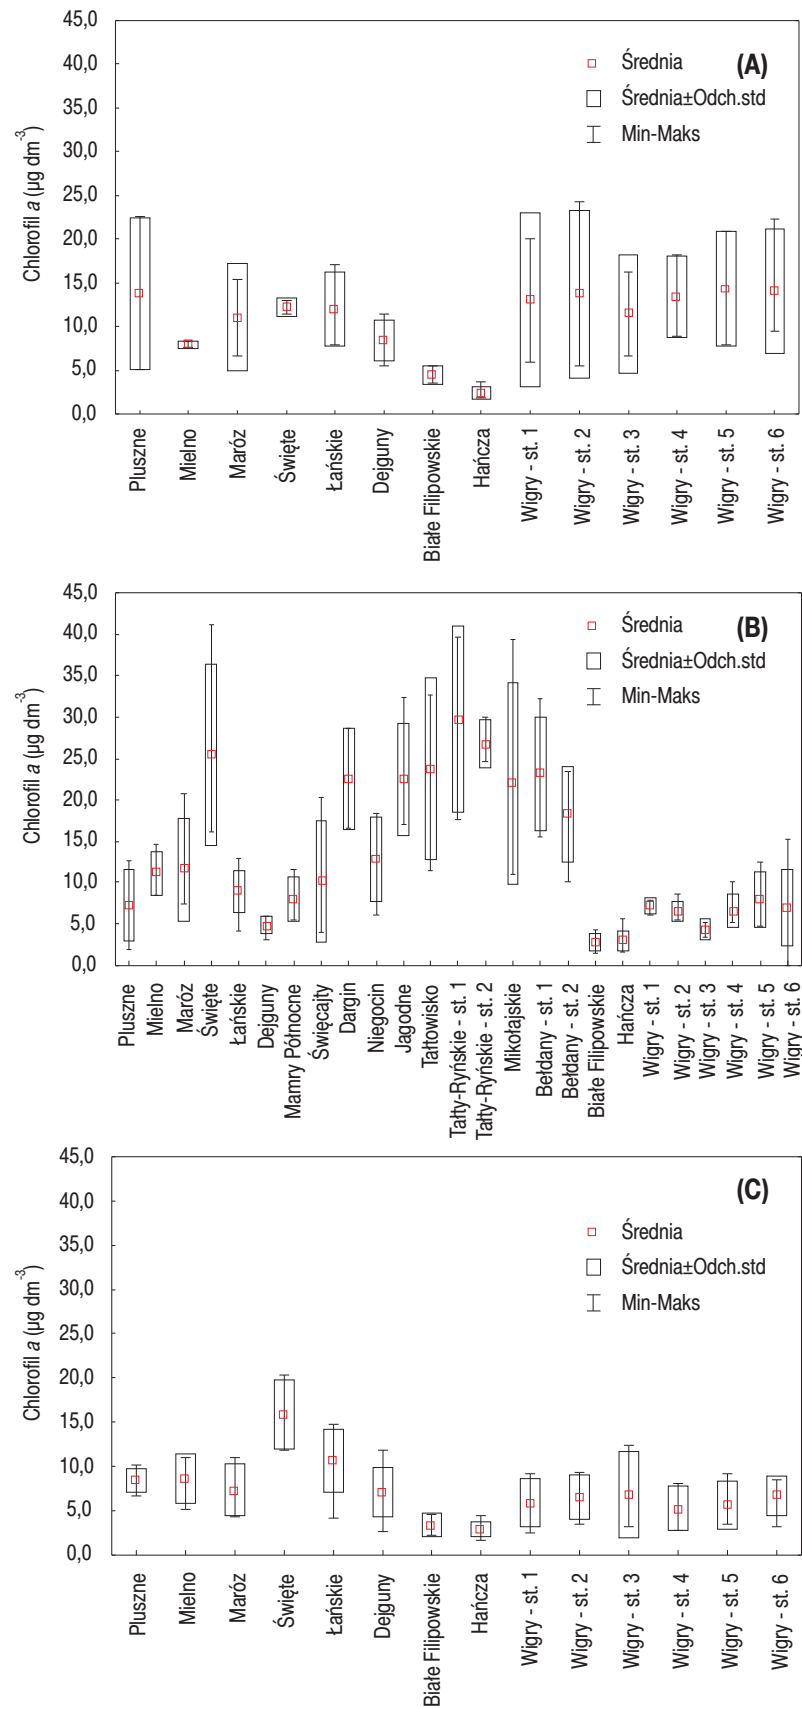 45,0
40,0
35,0
30,0
25,0
20,0
15,0
10,0
5,0
0,0
Chlorofil a (µg dm-3)
(A)
Średnia
Średnia±Odch.std
Min-Maks
Pluszne
Mielno
Maróz
Święte
Łańskie
Dejguny
Białe Filipowskie
Hańcza
Wigry - st. 1
Wigry - st. 2
Wigry - st. 3
Wigry - st. 4
Wigry - st. 5
Wigry - st. 6
45,0
40,0
35,0
30,0
25,0
20,0
15,0
10,0
5,0
0,0
Chlorofil a (µg dm-3)
(B)
Średnia
Średnia±Odch.std
Min-Maks
Pluszne
Mielno
Maróz
Święte
Łańskie
Dejguny
Mamry Północne
Święcajty
Dargin
Niegocin
Jagodne
Tałtowisko
Tałty-Ryńskie - st. 1
Tałty-Ryńskie - st. 2
Mikołajskie
Bełdany - st. 1
Bełdany - st. 2
Białe Filipowskie
Hańcza
Wigry - st. 1
Wigry - st. 2
Wigry - st. 3
Wigry - st. 4
Wigry - st. 5
Wigry - st. 6
45,0
40,0
35,0
30,0
25,0
20,0
15,0
10,0
5,0
0,0
Chlorofil a (µg dm-3)
(C)
Średnia
Średnia±Odch.std
Min-Maks
Pluszne
Mielno
Maróz
Święte
Łańskie
Dejguny
Białe Filipowskie
Hańcza
Wigry - st. 1
Wigry - st. 2
Wigry - st. 3
Wigry - st. 4
Wigry - st. 5
Wigry - st. 6